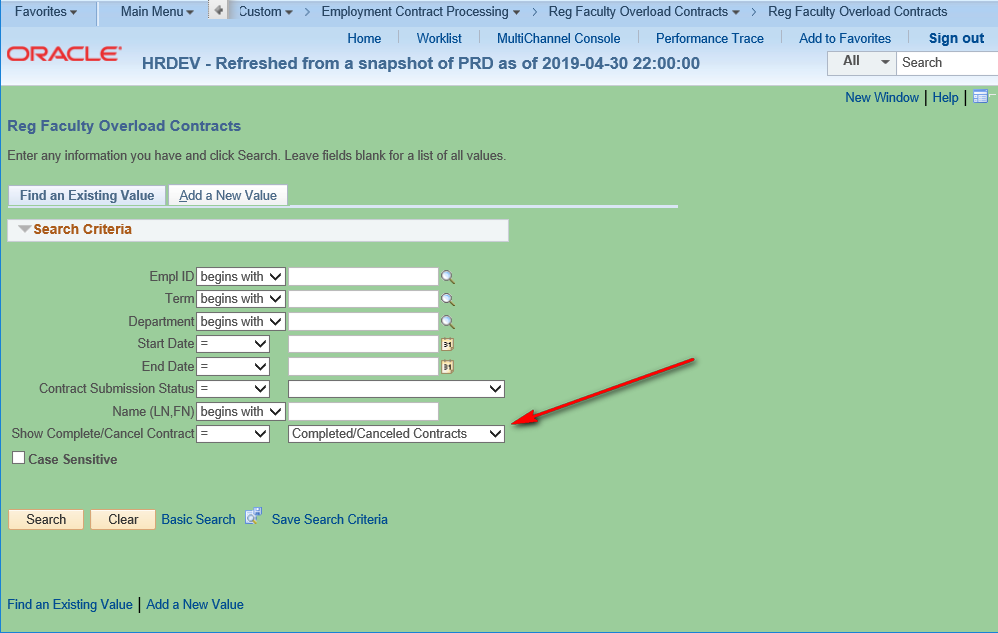 Favorites Main Menu Custom > Employment Contract Processing > Reg Faculty Overload Contracts > Reg Faculty Overload Contracts
Home Worklist MultiChannel Console Performance Trace Add to Favorites Sign out
ORACLE
HRDEV - Refreshed from a snapshot of PRD as of 2019-04-30 22:00:00
All Search
New Window | Help |
Reg Faculty Overload Contracts
Enter any information you have and click Search. Leave fields blank for a list of all values.
Find an Existing Value Add a New Value
Search Criteria
Empl ID begins with
Term begins with
Department begins with
Start Date = 31
End Date = 31
Contract Submission Status =
Name (LN,FN) begins with
Show Complete/Cancel Contract = Completed/Canceled Contracts
Case Sensitive
Search Clear Basic Search Save Search Criteria
Find an Existing Value | Add a New Value